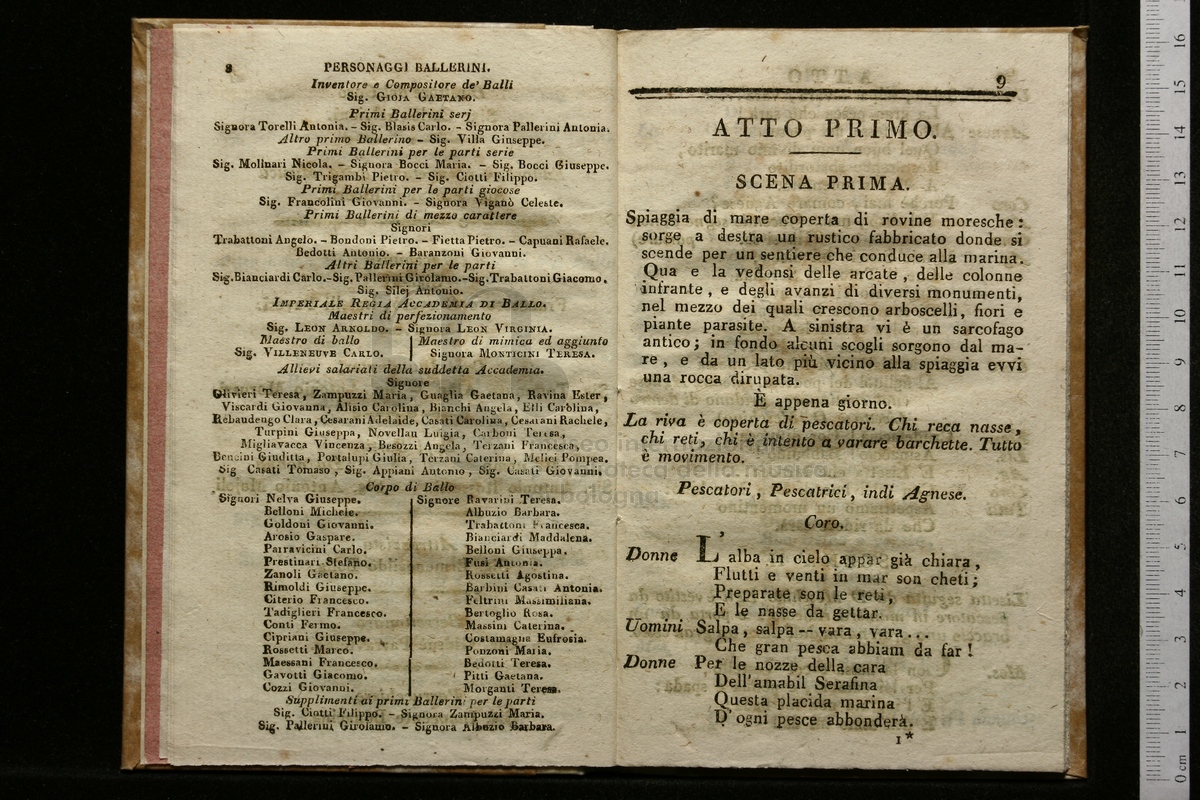 8
PERSONAGGI BALLERINI.
Inventore e Compositore de' Balli
Sig. GIOJA GAETANO.
Primi Ballerini serj
Signora Torelli Antonia. - Sig. Blasis Carlo. - Signora Pallerini Antonia.
Altro primo Ballerino - Sig. Villa Giuseppe.
Primi Ballerini per le parti serie
Sig. Molinari Nicola. - Signora Bocci Maria. - Sig. Bocci Giuseppe.
Sig. Trigambi Pietro. - Sig. Ciotti Filippo.
Primi Ballerini per le parti giocose
Sig. Francolini Giovanni. - Signora Viganò Celeste.
Primi Ballerini di mezzo carattere
Signori
Trabattoni Angelo. - Bondoni Pietro. - Fietta Pietro. - Capuani Rafaele.
Bedotti Antonio. - Baranzoni Giovanni.
Altri Ballerini per le parti
Sig. Bianciardi Carlo. - Sig. Pallerini Girolamo. - Sig. Trabattoni Giacomo.
Sig. Silej Antonio.
IMPERIALE REGIA ACCADEMIA DI BALLO.
Maestri di perfezionamento
Sig. LEON ARNOLDO. - Signora LEON VIRGINIA.
Maestro di ballo | Maestro di mimica ed aggiunto
Sig. VILLENEUVE CARLO. | Signora MONTICINI TERESA.
Allievi salariati della suddetta Accademia.
Signore
Olivieri Teresa, Zampuzzi Maria, Guaglia Gaetana, Ravina Ester,
Viscardi Giovanna, Alisio Carolina, Bianchi Angela, Elli Carolina,
Rebaudengo Clara, Cesarani Adelaide, Casati Carolina, Cesarani Rachele,
Turpini Giuseppa, Novellau Luigia, Carboni Teresa,
Migliavacca Vincenza, Besozzi Angela, Terzani Francesca,
Bencini Giuditta, Portalupi Giulia, Terzani Caterina, Melici Pompea.
Sig Casati Tomaso, Sig. Appiani Antonio, Sig. Casati Giovanni.
Corpo di Ballo
Signori Nelva Giuseppe.
Belloni Michele.
Goldoni Giovanni.
Arosio Gaspare.
Parravicini Carlo.
Prestinari Stefano.
Zanoli Gaetano.
Rimoldi Giuseppe.
Citerio Francesco.
Tadiglieri Francesco.
Conti Fermo.
Cipriani Giuseppe.
Rossetti Marco.
Maessani Francesco.
Gavotti Giacomo.
Cozzi Giovanni.
Signore Ravarini Teresa.
Albuzio Barbara.
Trabattoni Francesca.
Bianciardi Maddalena.
Belloni Giuseppa.
Fusi Antonia.
Rossetti Agostina.
Barbini Casati Antonia.
Feltrini Massimiliana.
Bertoglio Rosa.
Massini Caterina.
Costamagna Eufrosia.
Ponzoni Maria.
Bedotti Teresa.
Pitti Gaetana.
Morganti Teresa.
Supplimenti ai primi Ballerini per le parti
Sig. Ciotti Filippo. - Signora Zampuzzi Maria.
Sig. Pallerini Girolamo. - Signora Albuzio Barbara.
9
ATTO PRIMO.
SCENA PRIMA.
Spiaggia di mare coperta di rovine moresche:
sorge a destra un rustico fabbricato donde si
scende per un sentiere che conduce alla marina.
Qua e la vedonsi delle arcate, delle colonne
infrante, e degli avanzi di diversi monumenti,
nel mezzo dei quali crescono arboscelli, fiori e
piante parasite. A sinistra vi è un sarcofago
antico; in fondo alcuni scogli sorgono dal ma-
re, e da un lato più vicino alla spiaggia evvi
una rocca dirupata.
È appena giorno.
La riva è coperta di pescatori. Chi reca nasse,
chi reti, chi è intento a varare barchette. Tutto
è movimento.
Pescatori, Pescatrici, indi Agnese.
Coro.
Donne L'alba in cielo appar già chiara,
Flutti e venti in mar son cheti;
Preparate son le reti,
E le nasse da gettar.
Uomini Salpa, salpa -- vara, vara...
Che gran pesca abbiam da far!
Donne Per le nozze della cara
Dell'amabil Serafina
Questa placida marina
D'ogni pesce abbonderà.
1*